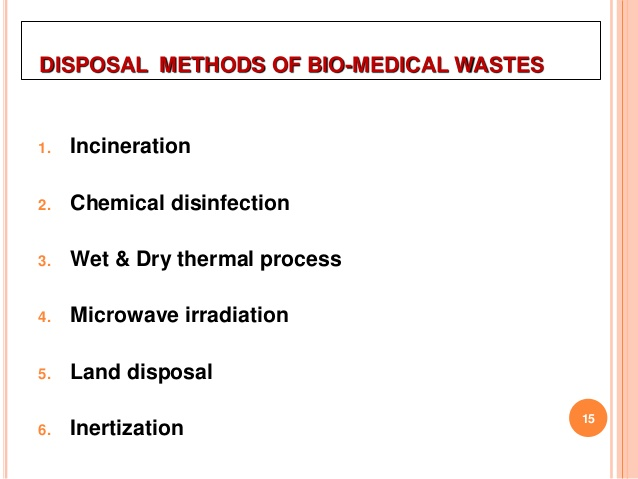 DISPOSAL METHODS OF BIO-MEDICAL WASTES
1. Incineration
2. Chemical disinfection
3. Wet & Dry thermal process
4. Microwave irradiation
5. Land disposal
6. Inertization
15